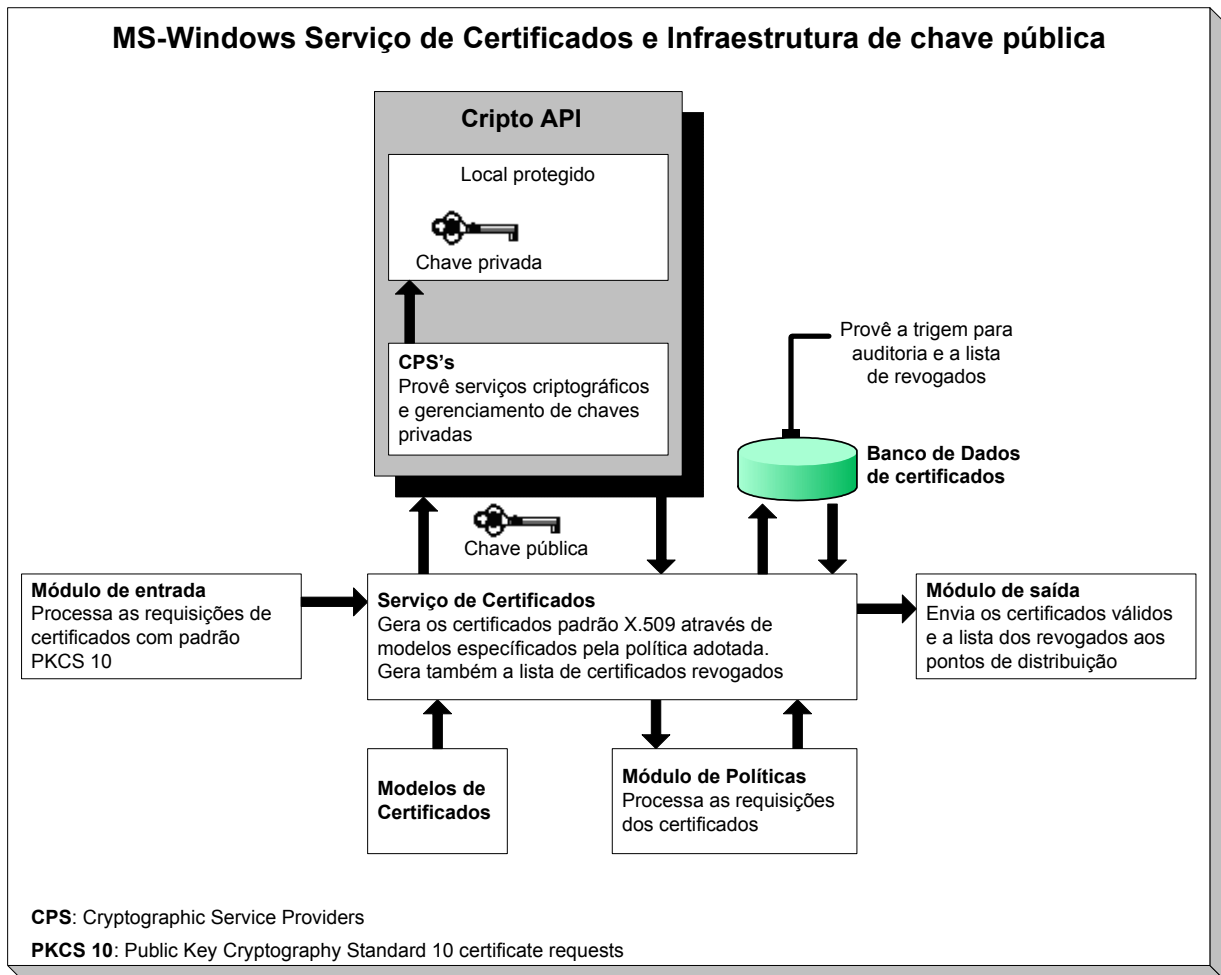 MS-Windows Serviço de Certificados e Infraestrutura de chave pública
Cripto API
Local protegido
Chave privada
CPS's
Provê serviços criptográficos
e gerenciamento de chaves
privadas
Provê a trigem para
auditoria e a lista
de revogados
Banco de Dados
de certificados
Chave pública
Módulo de entrada
Processa as requisições de
certificados com padrão
PKCS 10
Serviço de Certificados
Gera os certificados padrão X.509 através de
modelos específicados pela política adotada.
Gera também a lista de certificados revogados
Módulo de saída
Envia os certificados válidos
e a lista dos revogados aos
pontos de distribuição
Modelos de
Certificados
Módulo de Políticas
Processa as requisições
dos certificados
CPS: Cryptographic Service Providers
PKCS 10: Public Key Cryptography Standard 10 certificate requests